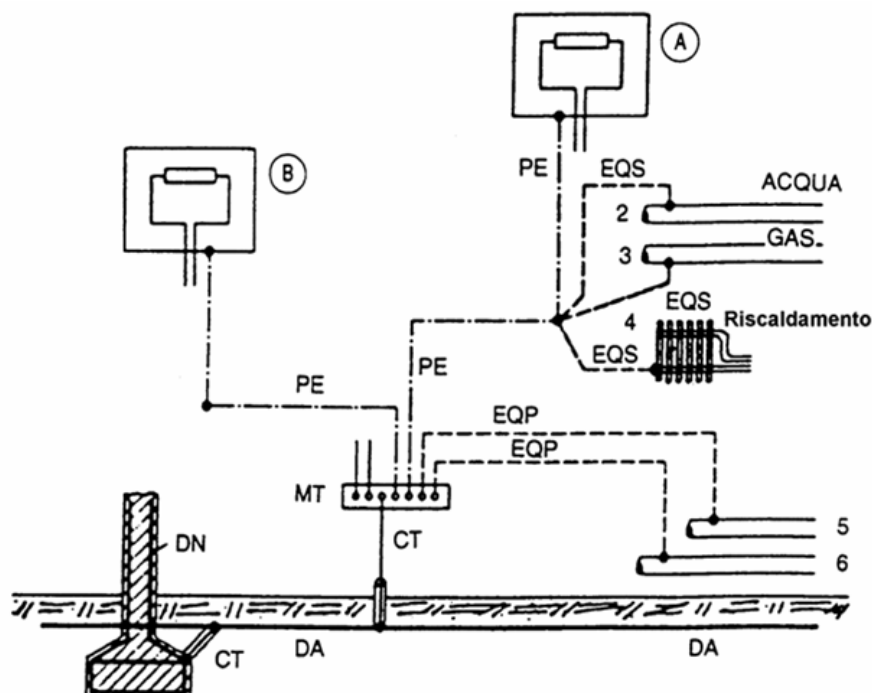 A
B
PE
EQS
ACQUA
2
3
GAS
EQS
4
Riscaldamento
EQS
PE
PE
EQP
EQP
MT
CT
5
DN
6
CT
DA
DA